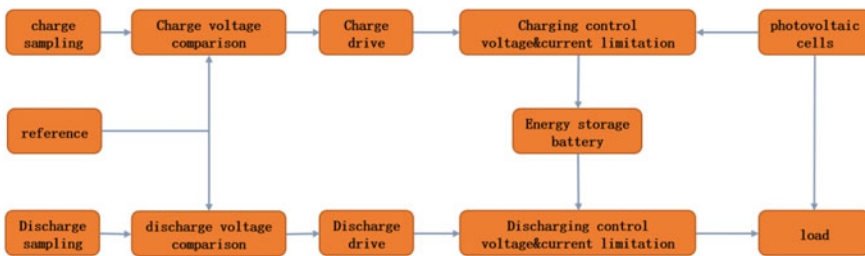 charge
sampling
Charge voltage
comparison
Charge
drive
Charging control
voltage&current limitation
photovoltaic
cells
reference
Energy storage
battery
Discharge
sampling
discharge voltage
comparison
Discharge
drive
Discharging control
voltage&current limitation
load